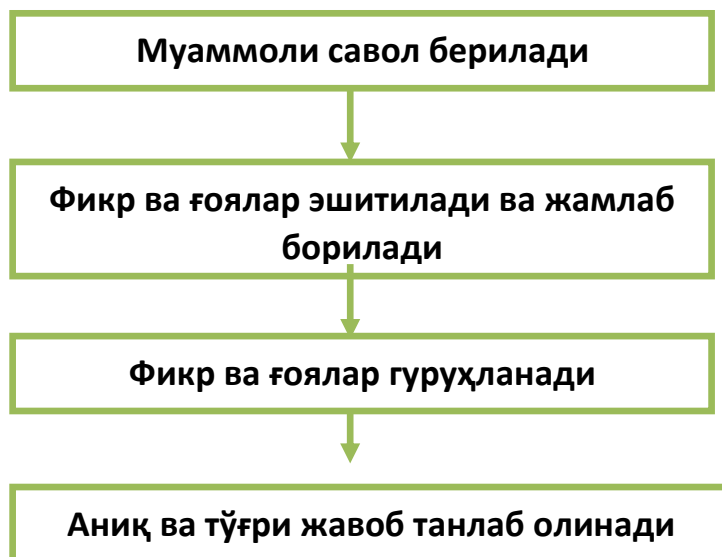 Муаммоли савол берилади
Фикр ва ғоялар эшитилади ва жамлаб
борилади
Фикр ва ғоялар гуруҳланади
Аниқ ва тўғри жавоб танлаб олинади